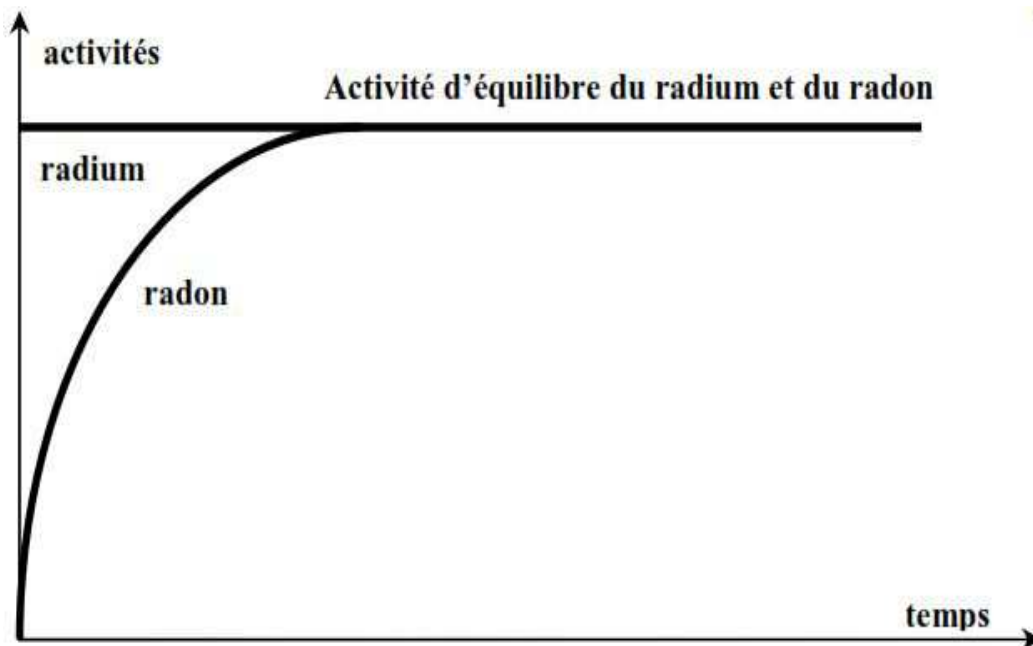 activités
Activité d’équilibre du radium et du radon
radium
radon
temps